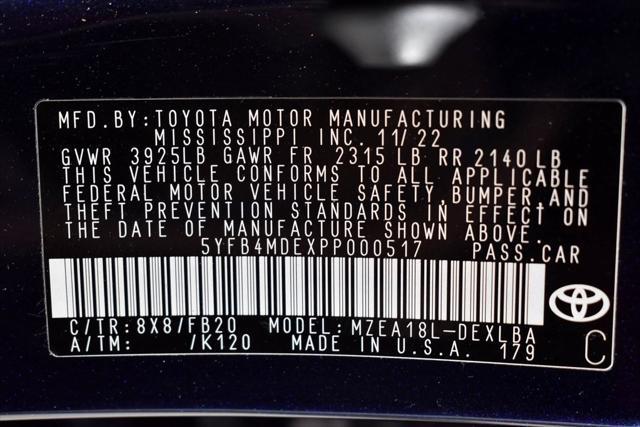 MFD.BY:TOYOTA MOTOR MANUFACTURING
MISSISSIPPI INC. 11/22
GVWR 3925LB GAWR FR 2315 LB RR 2140 LB
THIS VEHICLE CONFORMS TO ALL APPLICABLE
FEDERAL MOTOR VEHICLE SAFETY,BUMPER,AND
THEFT PREVENTION STANDARDS IN EFFECT ON
THE DATE OF MANUFACTURE SHOWN ABOVE.
5YFB4MDEXPP000517 PASS.CAR
C/TR:8X8/FB20 MODEL:MZEA18L-DEXLBA
A/TM: /K120 MADE IN U.S.A. 179
C